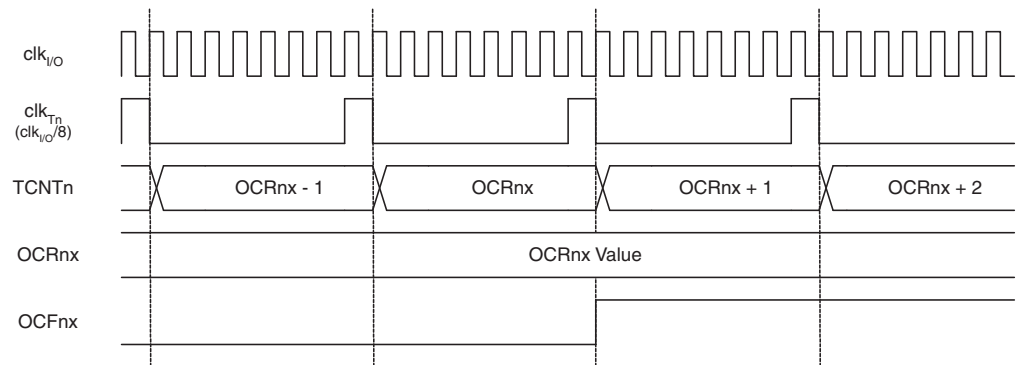 clkI/O
clkTn
(clkI/O/8)
TCNTn OCRnx - 1 OCRnx OCRnx + 1 OCRnx + 2
OCRnx OCRnx Value
OCFnx